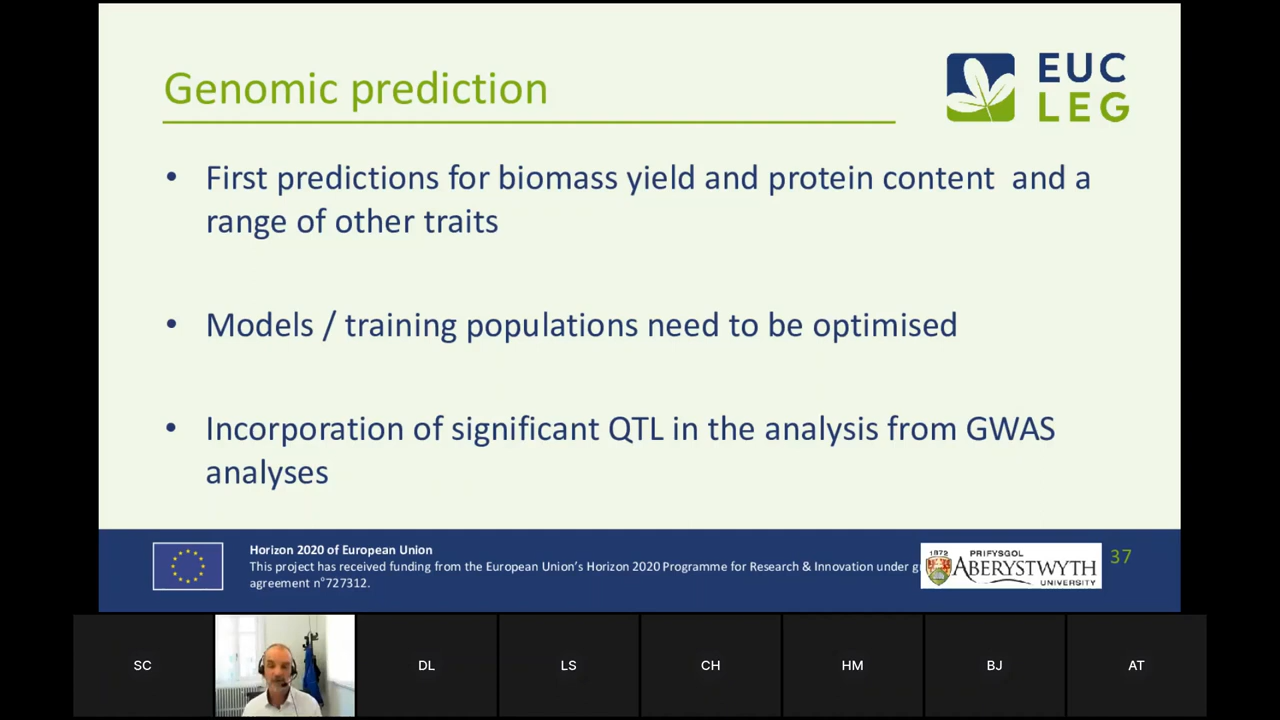 Genomic prediction
EUC
LEG
• First predictions for biomass yield and protein content  and a
range of other traits
• Models / training populations need to be optimised
• Incorporation of significant QTL in the analysis from GWAS
analyses
Horizon 2020 of European Union
This project has received funding from the European Union's Horizon 2020 Programme for Research & Innovation under
agreement n°727312.
1872 PRIFYSGOL
ABERYSTWYTH
UNIVERSITY
37
SC
DL
LS
CH
HM
BJ
AT